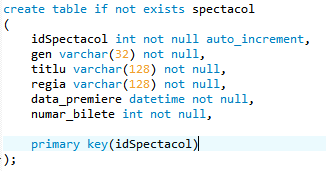 create table if not exists spectacol
(
    idSpectacol int not null auto_increment,
    gen varchar(32) not null,
    titlu varchar(128) not null,
    regia varchar(128) not null,
    data_premiere datetime not null,
    numar_bilete int not null,

    primary key(idSpectacol)
);